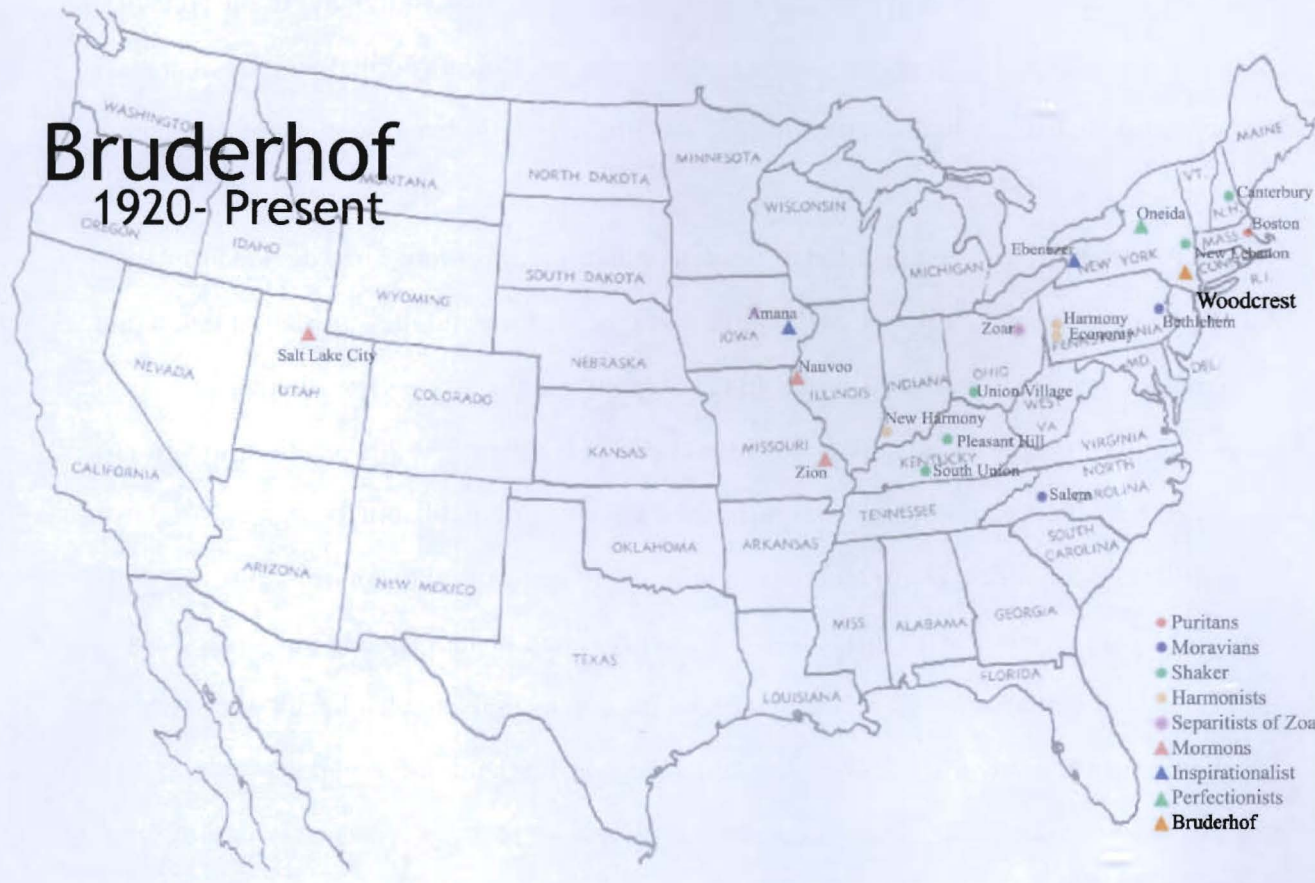 Bruderhof
1920- Present
WASHINGTON
OREGON
IDAHO
MONTANA
WYOMING
NEVADA
CALIFORNIA
Salt Lake City
UTAH
COLORADO
ARIZONA
NEW MEXICO
NORTH DAKOTA
SOUTH DAKOTA
NEBRASKA
KANSAS
OKLAHOMA
TEXAS
MINNESOTA
WISCONSIN
MICHIGAN
Amana
IOWA
Nauvoo
ILLINOIS
INDIANA
OHIO
MISSOURI
Zion
New Harmony
Union Village
Pleasant Hill
KENTUCKY
South Union
TENNESSEE
ARKANSAS
MISS.
ALABAMA
GEORGIA
LOUISIANA
FLORIDA
SOUTH
CAROLINA
NORTH
CAROLINA
Salem
VIRGINIA
WEST
VA
MD.
DEL.
Zoar
Harmony
Economy
PENNSYLVANIA
Bethlehem
Ebenezer
NEW YORK
Oneida
VT.
N.H.
MAINE
Canterbury
Boston
MASS.
New Lebanon
CONN.
R.I.
Woodcrest
N.J.
Puritans
Moravians
Shaker
Harmonists
Separitists of Zoa
Mormons
Inspirationalist
Perfectionists
Bruderhof